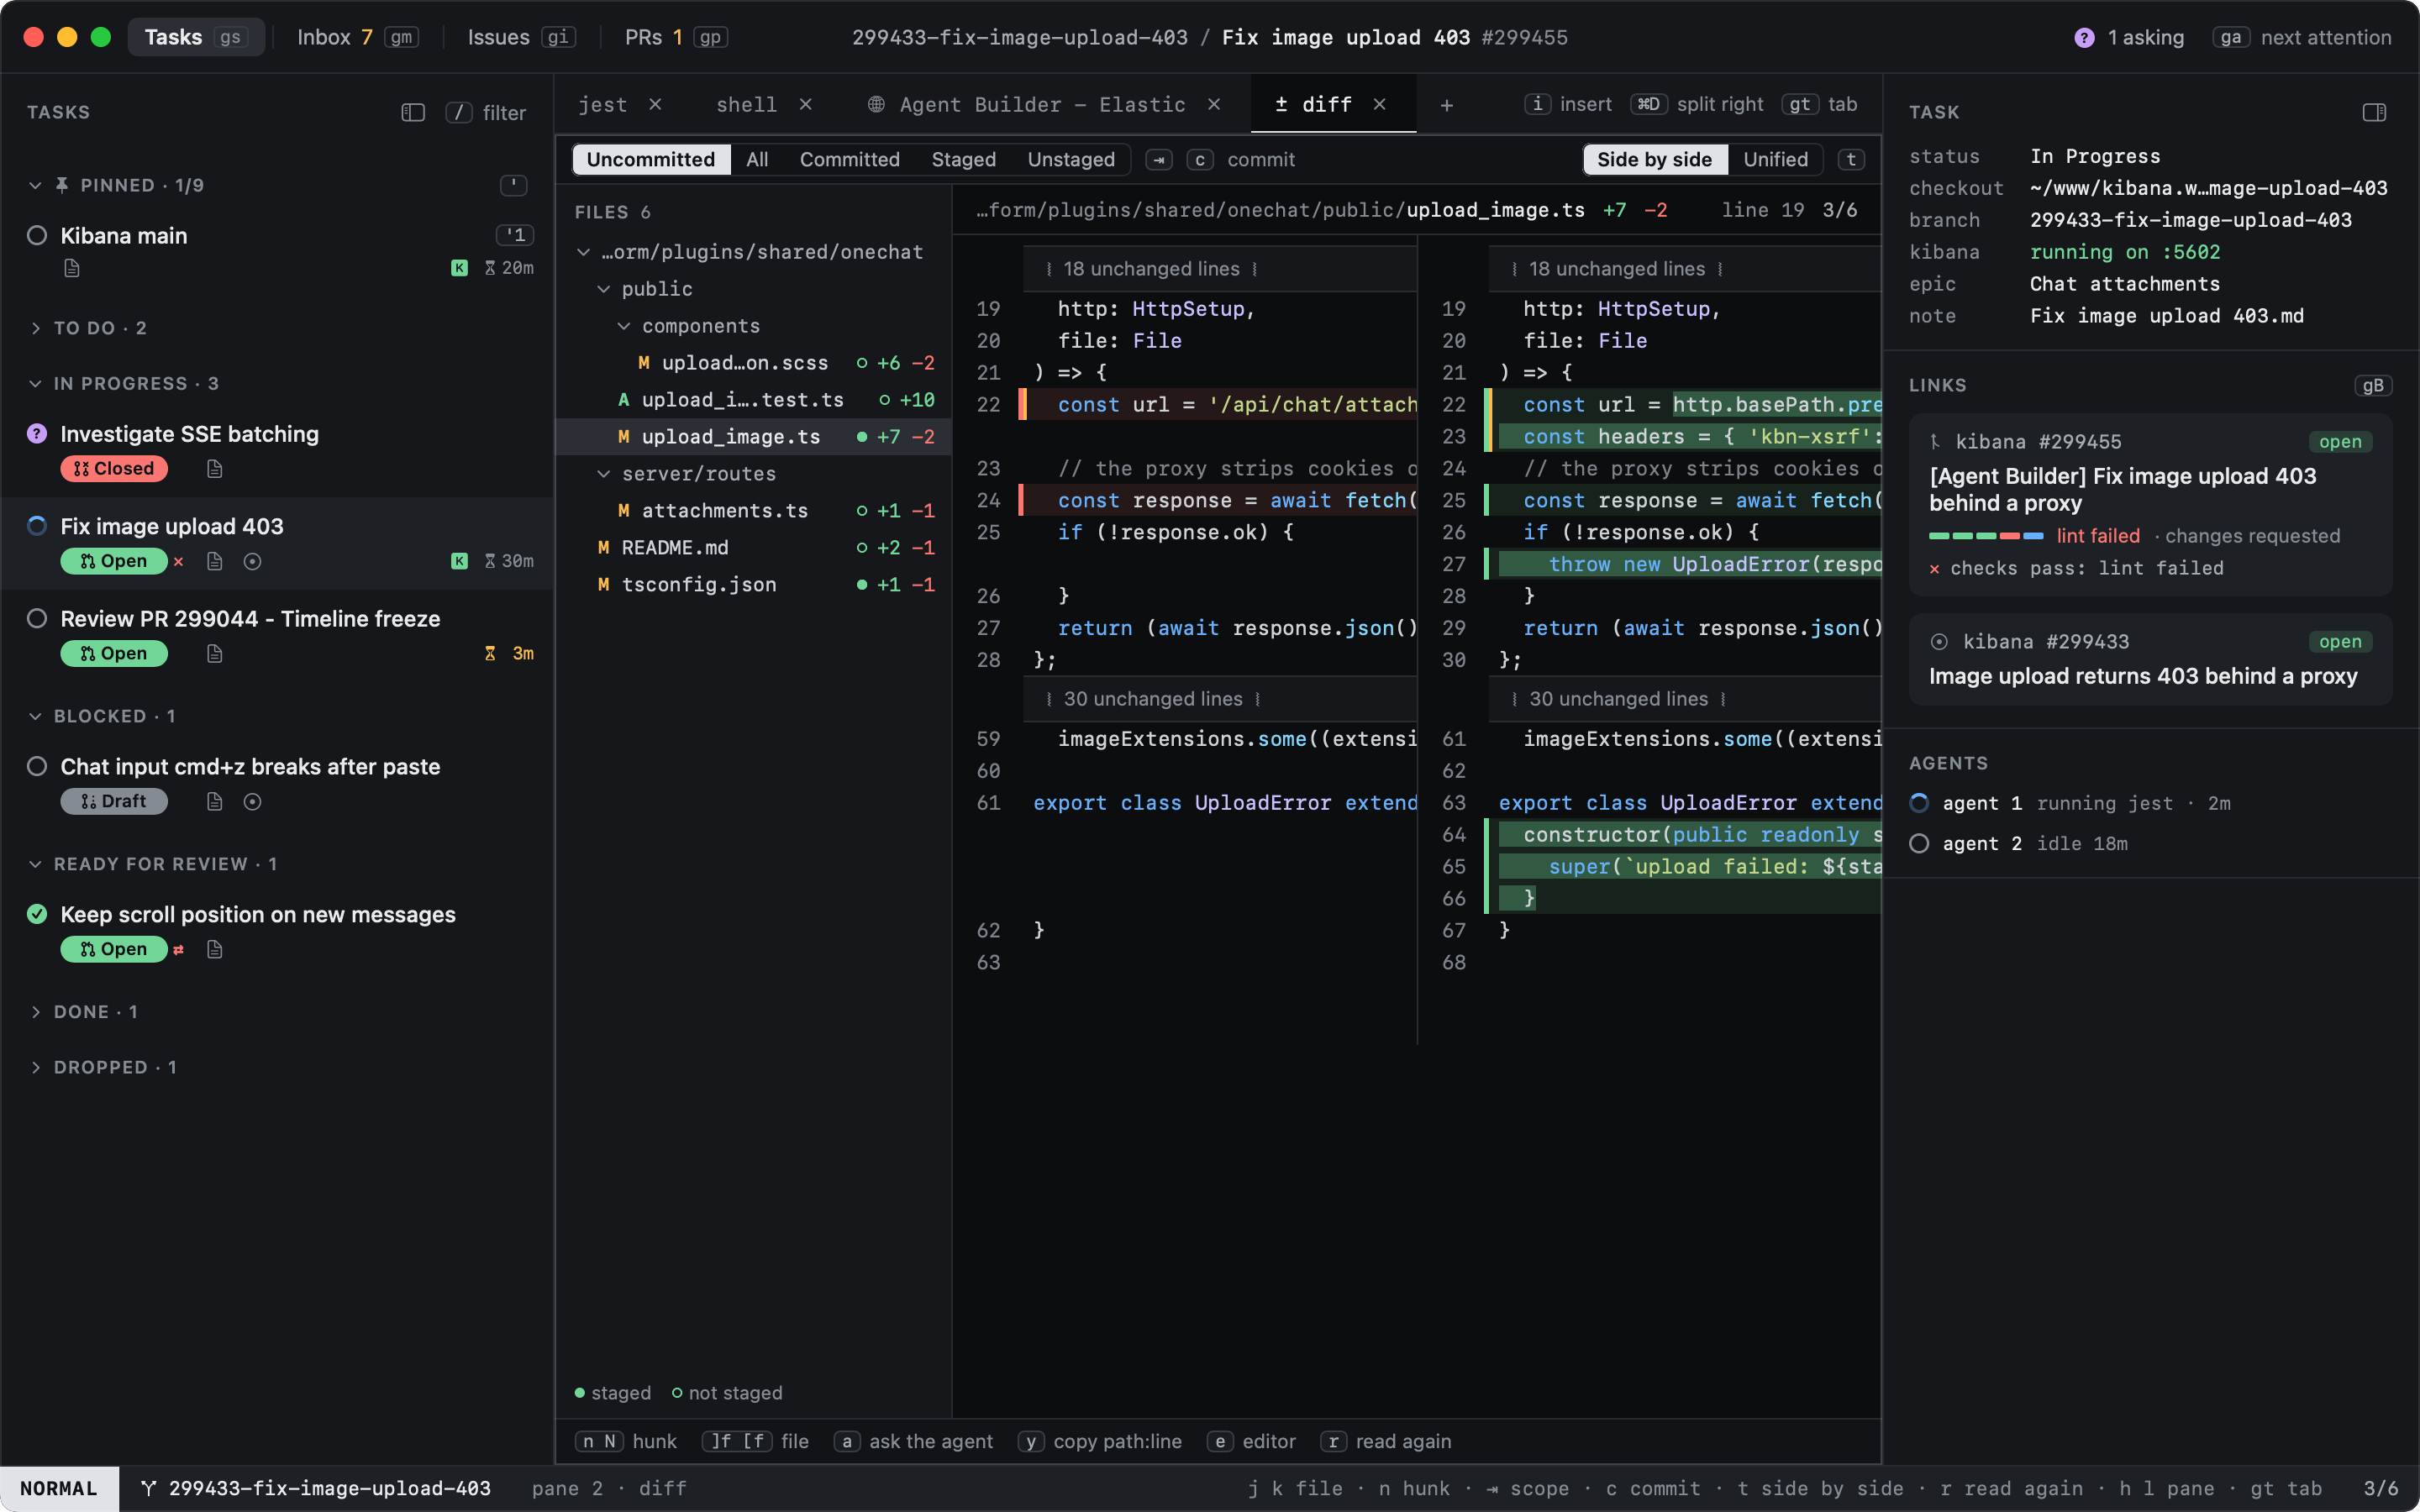 Tasks gs Inbox 7 gm Issues gi PRs 1 gp 299433-fix-image-upload-403 / Fix image upload 403 #299455 ? 1 asking ga next attention
TASKS / filter
PINNED · 1/9 '
Kibana main '1
K 20m
TO DO · 2
IN PROGRESS · 3
? Investigate SSE batching
Closed
Fix image upload 403
Open × K 30m
Review PR 299044 - Timeline freeze
Open 3m
BLOCKED · 1
Chat input cmd+z breaks after paste
Draft
READY FOR REVIEW · 1
Keep scroll position on new messages
Open
DONE · 1
DROPPED · 1
jest × shell × Agent Builder – Elastic × ± diff × + i insert ⌘D split right gt tab
Uncommitted All Committed Staged Unstaged ⇥ c commit Side by side Unified t
FILES 6
…orm/plugins/shared/onechat
public
components
M upload…on.scss +6 −2
A upload_i….test.ts +10
M upload_image.ts +7 −2
server/routes
M attachments.ts +1 −1
M README.md +2 −1
M tsconfig.json +1 −1
staged not staged
…form/plugins/shared/onechat/public/upload_image.ts +7 −2 line 19 3/6
18 unchanged lines
19 http: HttpSetup,
20 file: File
21 ) => {
22 const url = '/api/chat/attach
23 // the proxy strips cookies o
24 const response = await fetch(
25 if (!response.ok) {
26 }
27 return (await response.json()
28 };
30 unchanged lines
59 imageExtensions.some((extensi
60
61 export class UploadError extend
62 }
63
18 unchanged lines
19 http: HttpSetup,
20 file: File
21 ) => {
22 const url = http.basePath.pre
23 const headers = { 'kbn-xsrf':
24 // the proxy strips cookies o
25 const response = await fetch(
26 if (!response.ok) {
27 throw new UploadError(respo
28 }
29 return (await response.json()
30 };
30 unchanged lines
61 imageExtensions.some((extensi
62
63 export class UploadError extend
64 constructor(public readonly s
65 super(`upload failed: ${sta
66 }
67 }
68
n N hunk ]f [f file a ask the agent y copy path:line e editor r read again
TASK
status In Progress
checkout ~/www/kibana.w…mage-upload-403
branch 299433-fix-image-upload-403
kibana running on :5602
epic Chat attachments
note Fix image upload 403.md
LINKS gB
kibana #299455 open
[Agent Builder] Fix image upload 403
behind a proxy
lint failed · changes requested
× checks pass: lint failed
kibana #299433 open
Image upload returns 403 behind a proxy
AGENTS
agent 1 running jest · 2m
agent 2 idle 18m
NORMAL 299433-fix-image-upload-403 pane 2 · diff j k file · n hunk · ⇥ scope · c commit · t side by side · r read again · h l pane · gt tab 3/6